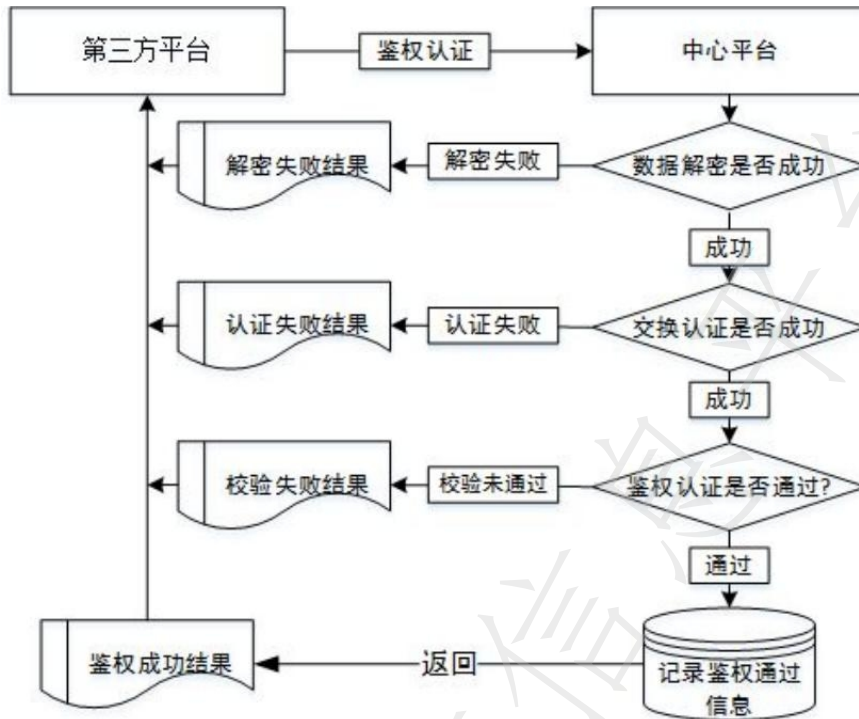 第三方平台
鉴权认证
中心平台
解密失败结果
解密失败
数据解密是否成功
成功
认证失败结果
认证失败
交换认证是否成功
成功
校验失败结果
校验未通过
鉴权认证是否通过?
通过
鉴权成功结果
返回
记录鉴权通过
信息